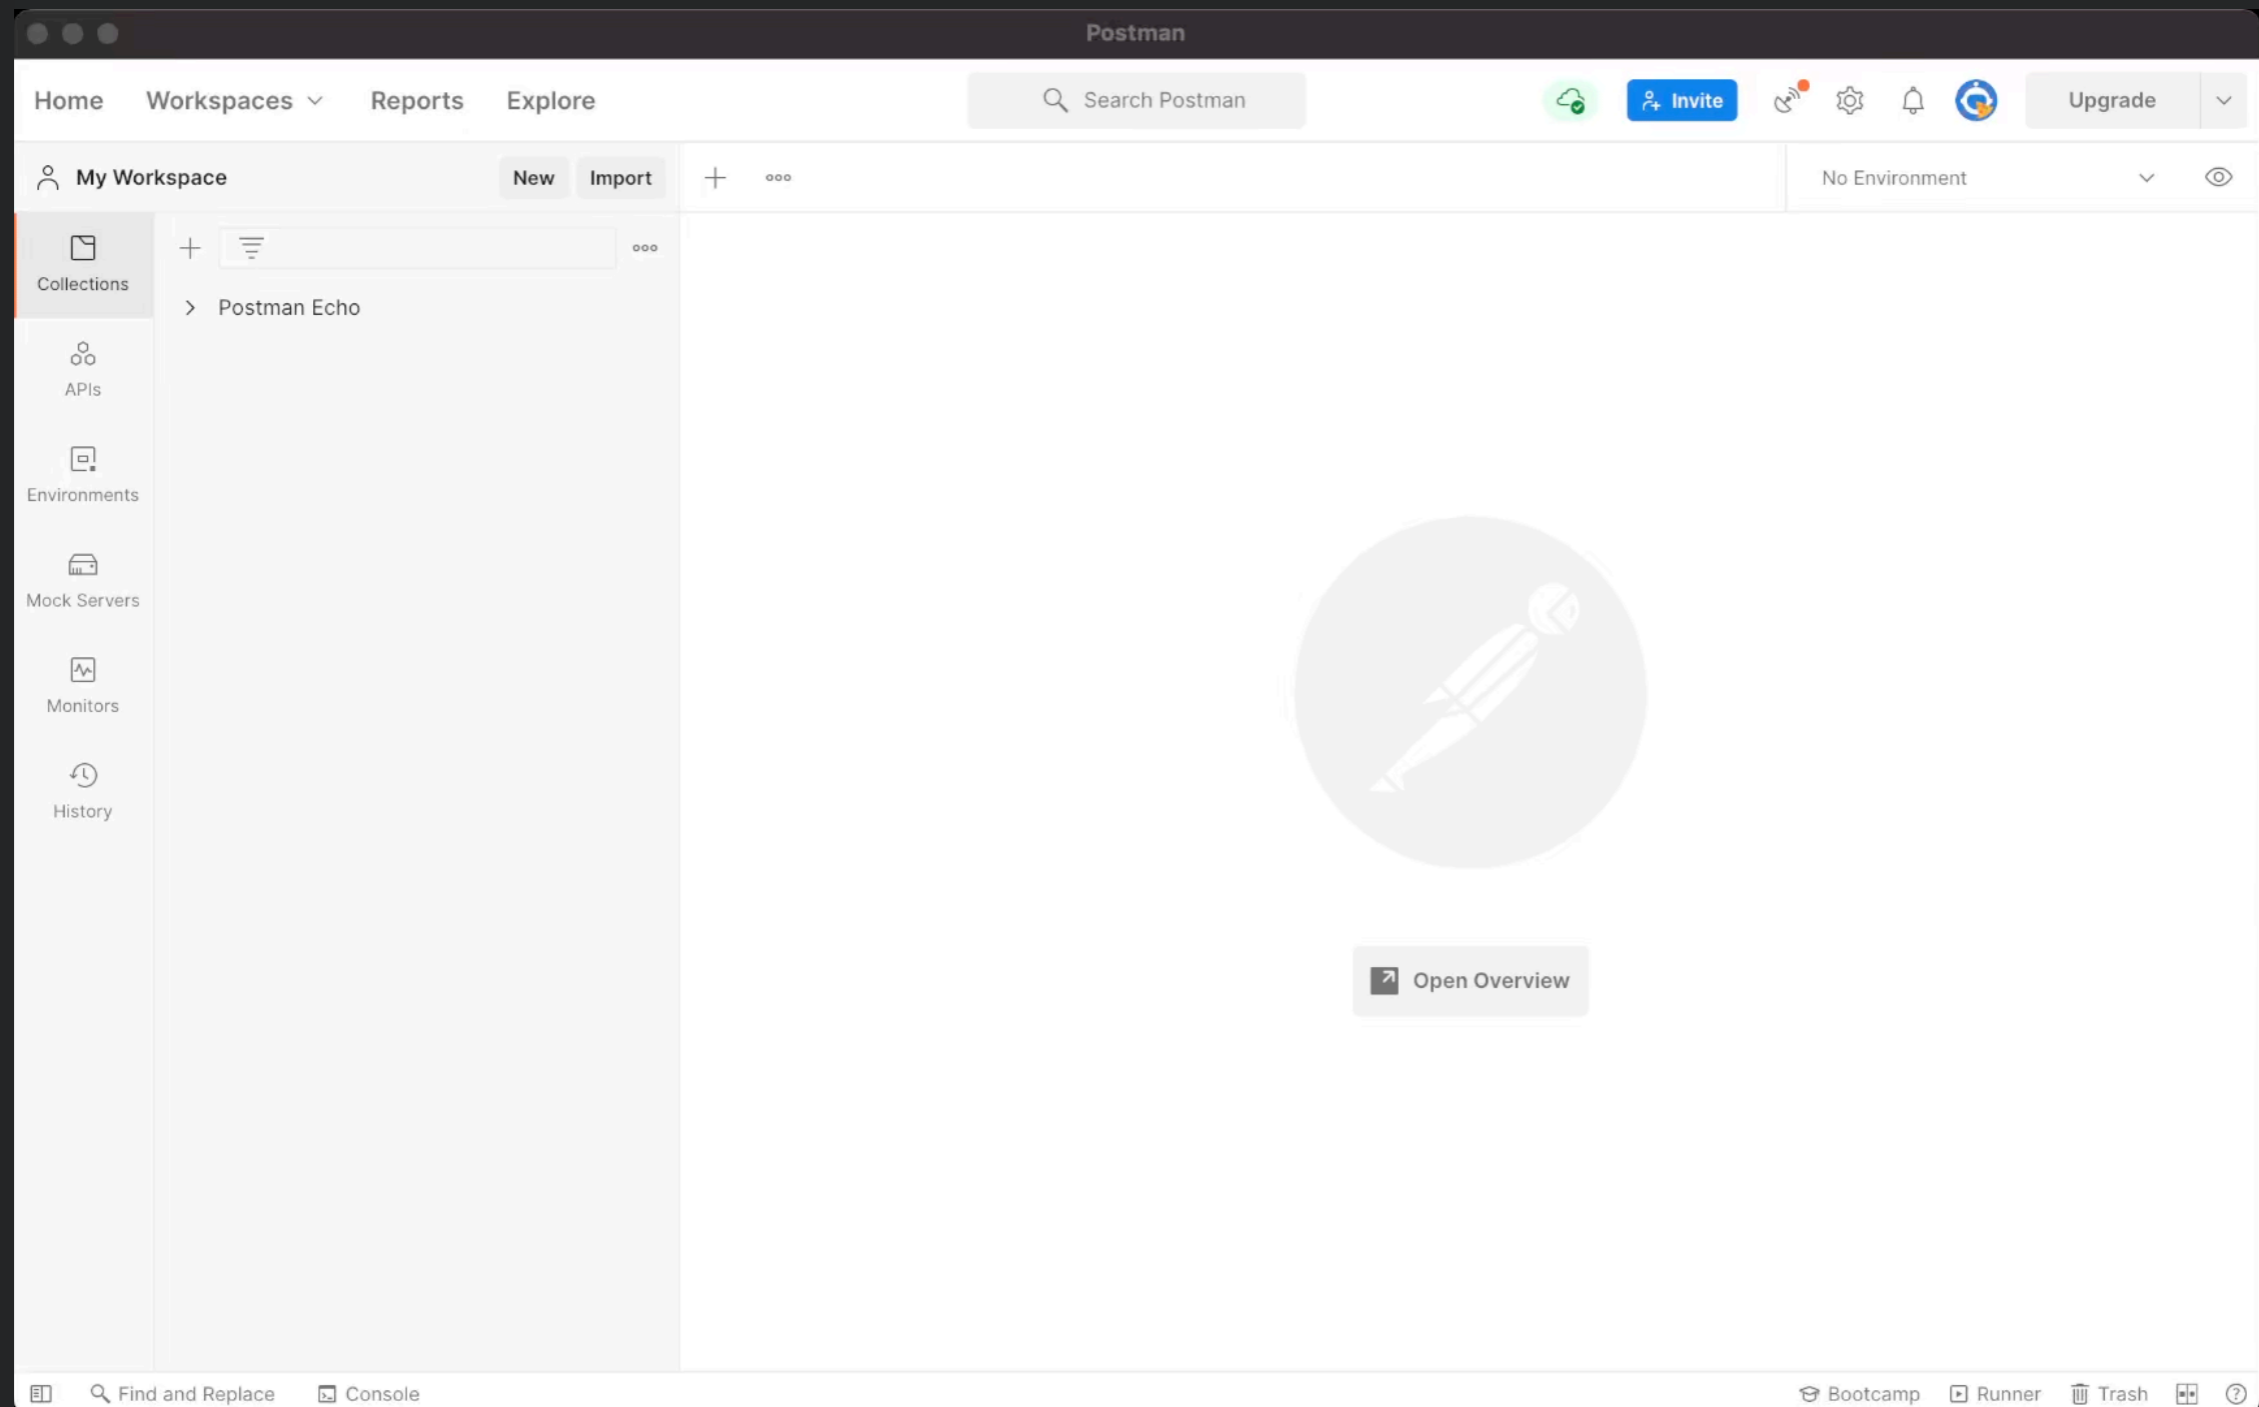 Postman
Home Workspaces Reports Explore Search Postman Invite Upgrade
My Workspace New Import No Environment
Collections
Postman Echo
APIs
Environments
Mock Servers
Monitors
History
Open Overview
Find and Replace Console Bootcamp Runner Trash